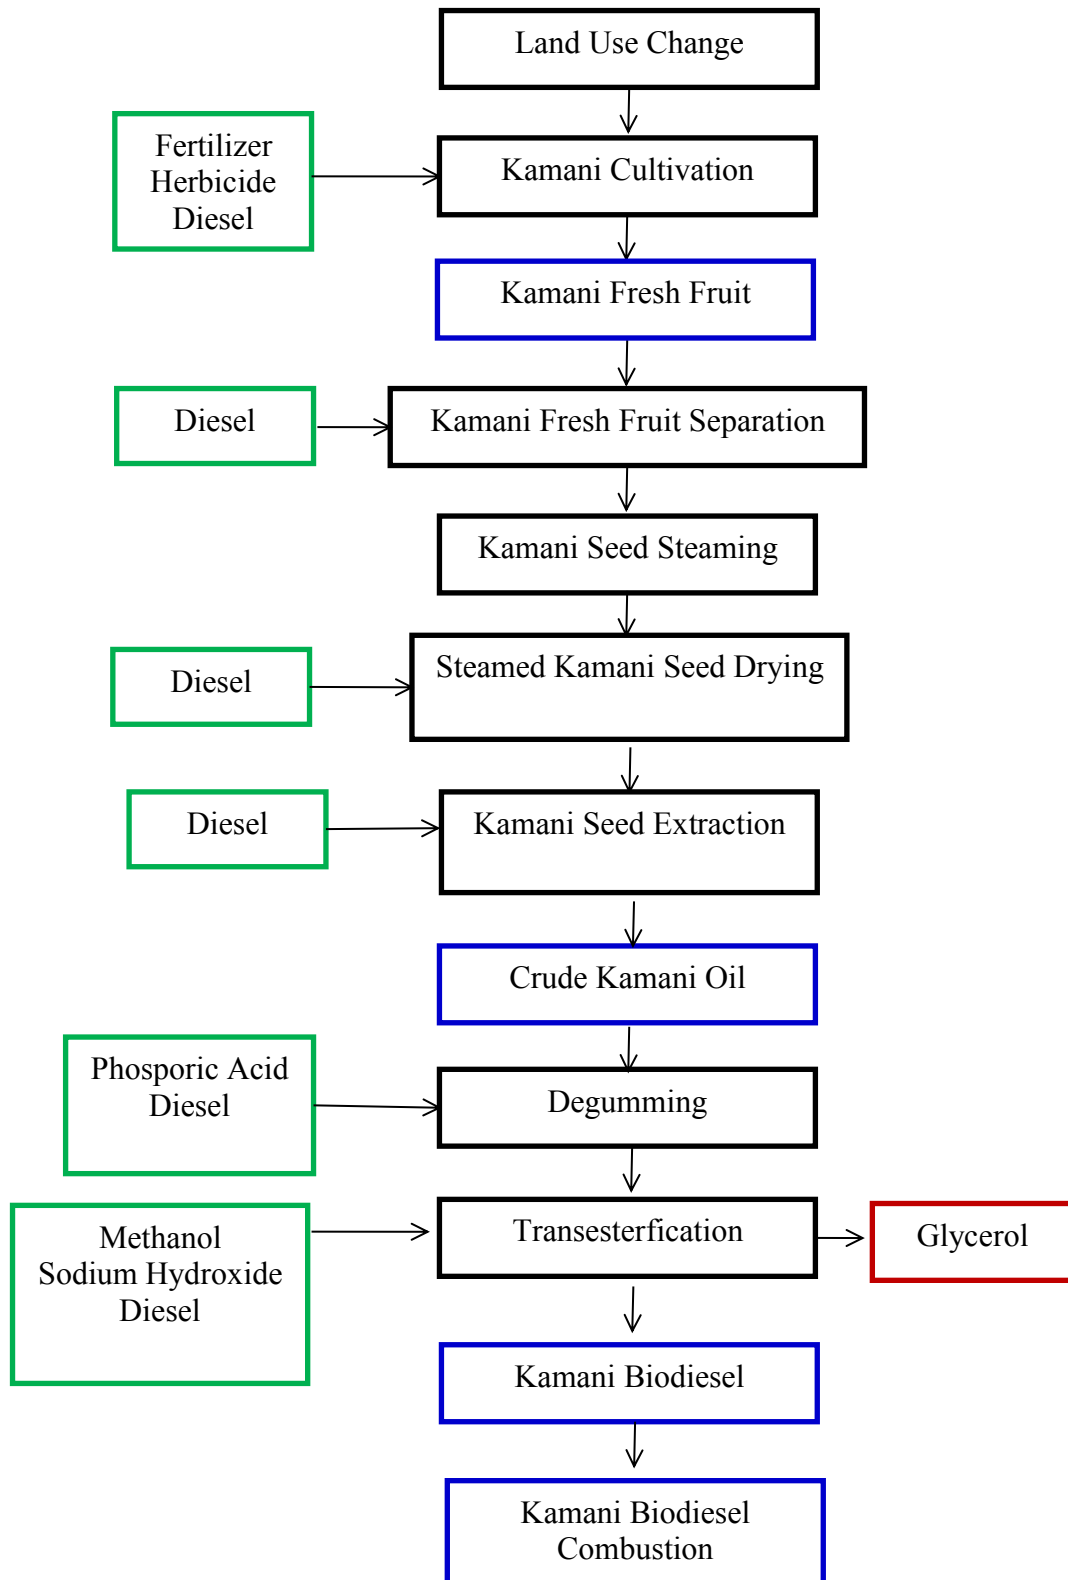 Land Use Change
Fertilizer
Herbicide
Diesel
Kamani Cultivation
Kamani Fresh Fruit
Diesel
Kamani Fresh Fruit Separation
Kamani Seed Steaming
Diesel
Steamed Kamani Seed Drying
Diesel
Kamani Seed Extraction
Crude Kamani Oil
Phosporic Acid
Diesel
Degumming
Methanol
Sodium Hydroxide
Diesel
Transesterfication
Glycerol
Kamani Biodiesel
Kamani Biodiesel
Combustion